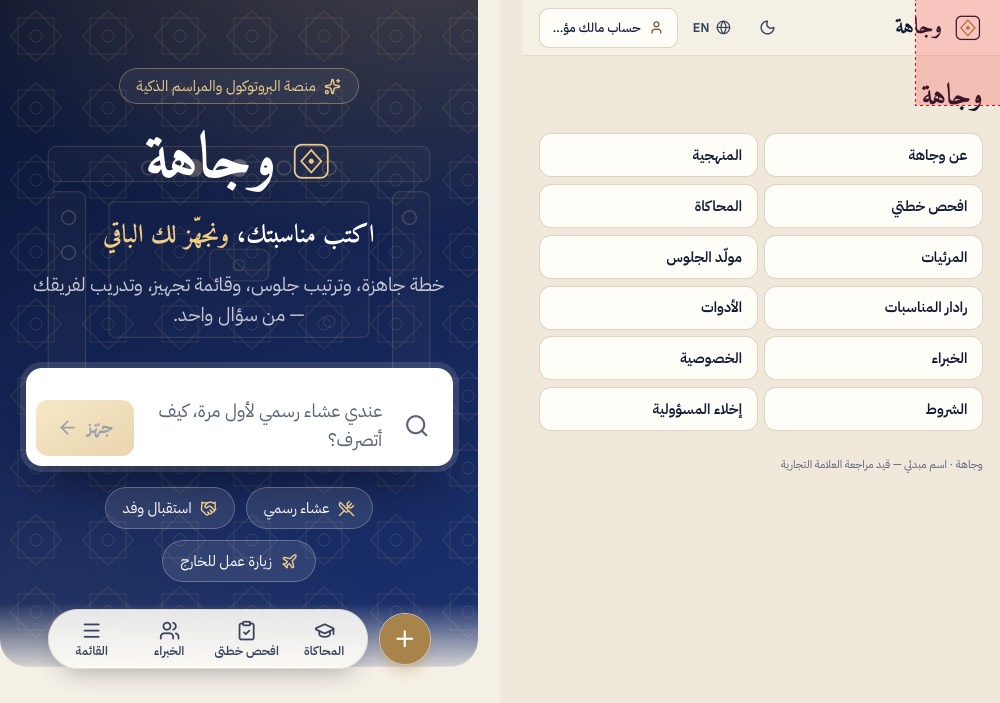 وجاهة
EN
حساب مالك مؤ...
وجاهة
عن وجاهة
المنهجية
افحص خطتي
المحاكاة
المرئيات
مولّد الجلوس
رادار المناسبات
الأدوات
الخبراء
الخصوصية
الشروط
إخلاء المسؤولية
وجاهة · اسم مبدئي — قيد مراجعة العلامة التجارية
منصة البروتوكول والمراسم الذكية
وجاهة
اكتب مناسبتك، ونجهّز لك الباقي
خطة جاهزة، وترتيب جلوس، وقائمة تجهيز، وتدريب لفريقك
— من سؤال واحد.
عندي عشاء رسمي لأول مرة، كيف
أتصرف؟
جهّز
عشاء رسمي
استقبال وفد
زيارة عمل للخارج
المحاكاة
افحص خطتي
الخبراء
القائمة